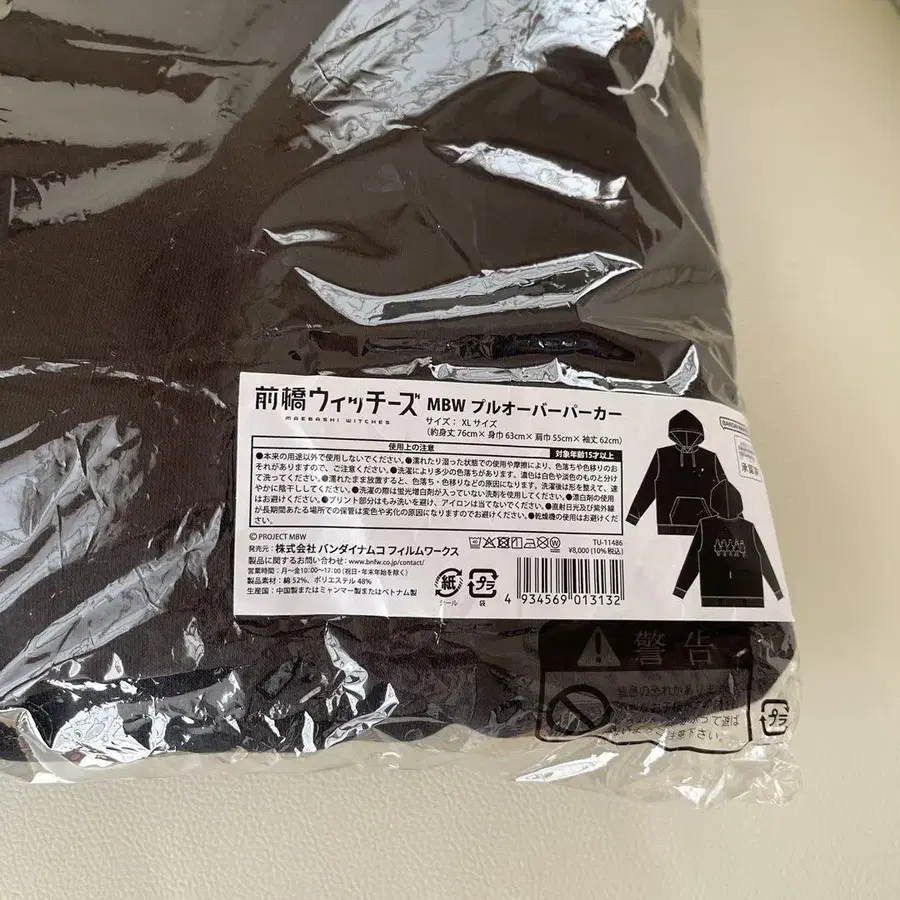 前橋ウィッチーズ MBW プルオーバーパーカー
MAEBASHI WITCHES
サイズ： XL サイズ
（約身丈 76cm× 身巾 63cm× 肩巾 55cm× 袖丈 62cm）
使用上の注意 対象年齢15才以上
●本来の用途以外で使用しないでください。●濡れたり湿った状態での使用や摩擦により、色落ちや色移りのお
それがありますので、ご注意ください。●洗濯により多少の色落ちがあります。濃色は白色や淡色のものと分け
て洗ってください。●濡れたまま放置すると、色落ち・色移りなどの原因になります。洗濯後は形を整えて、速
やかに陰干ししてください。●洗濯の際は蛍光増白剤が入っていない洗剤を使用してください。●漂白剤の使用
はお避けください。●プリント部分はもみ洗いを避け、アイロンは当てないでください。●直射日光及び紫外線
が長期間あたる場所での保管は変色や劣化の原因になりますのでお避けください。●乾燥機の使用はお避けくださ
い。
©PROJECT MBW
発売元： 株式会社 バンダイナムコ フィルムワークス
製品に関するお問い合わせ： www.bnfw.co.jp/contact/
営業時間： 月～金10:00～17:00（祝日・年末年始を除く）
製品素材： 綿 52%、ポリエステル 48%
生産国： 中国製またはミャンマー製またはベトナム製
TU-11486
¥8,000 (10%税込)
紙
シール
プラ
袋
4 934569 013132
警告
プラ